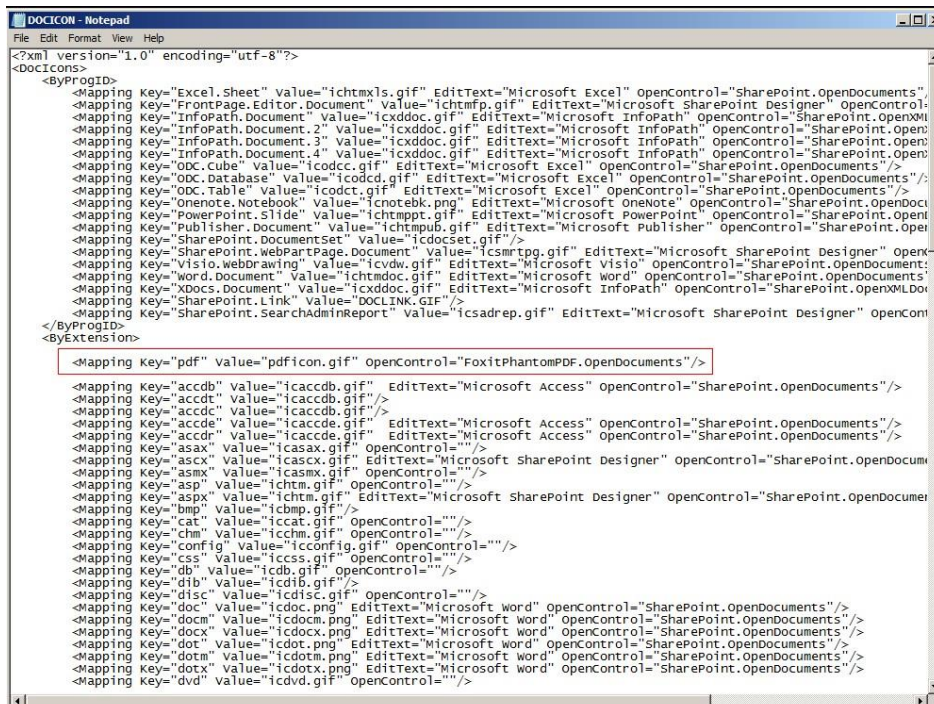 DOCICON - Notepad
File Edit Format View Help
<?xml version="1.0" encoding="utf-8"?>
<DocIcons>
<ByProgID>
<Mapping Key="Excel.Sheet" Value="ichtmxls.gif" EditText="Microsoft Excel" OpenControl="SharePoint.OpenDocuments"/
<Mapping Key="FrontPage.Editor.Document" Value="ichtmfp.gif" EditText="Microsoft SharePoint Designer" OpenControl=
<Mapping Key="InfoPath.Document" Value="icxddoc.gif" EditText="Microsoft InfoPath" OpenControl="SharePoint.OpenXML
<Mapping Key="InfoPath.Document.2" Value="icxddoc.gif" EditText="Microsoft InfoPath" OpenControl="SharePoint.OpenX
<Mapping Key="InfoPath.Document.3" Value="icxddoc.gif" EditText="Microsoft InfoPath" OpenControl="SharePoint.OpenX
<Mapping Key="InfoPath.Document.4" Value="icxddoc.gif" EditText="Microsoft InfoPath" OpenControl="SharePoint.OpenX
<Mapping Key="ODC.Cube" Value="icodcc.gif" EditText="Microsoft Excel" OpenControl="SharePoint.OpenDocuments"/>
<Mapping Key="ODC.Database" Value="icodcd.gif" EditText="Microsoft Excel" OpenControl="SharePoint.OpenDocuments"/>
<Mapping Key="ODC.Table" Value="icodct.gif" EditText="Microsoft Excel" OpenControl="SharePoint.OpenDocuments"/>
<Mapping Key="Onenote.Notebook" Value="icnotebk.png" EditText="Microsoft OneNote" OpenControl="SharePoint.OpenDocu
<Mapping Key="PowerPoint.Slide" Value="ichtmppt.gif" EditText="Microsoft PowerPoint" OpenControl="SharePoint.OpenD
<Mapping Key="Publisher.Document" Value="ichtmpub.gif" EditText="Microsoft Publisher" OpenControl="SharePoint.Open
<Mapping Key="SharePoint.DocumentSet" Value="icdocset.gif"/>
<Mapping Key="SharePoint.WebPartPage.Document" Value="icsmrtpg.gif" EditText="Microsoft SharePoint Designer" Open
<Mapping Key="Visio.WebDrawing" Value="icvdw.gif" EditText="Microsoft Visio" OpenControl="SharePoint.OpenDocuments
<Mapping Key="Word.Document" Value="ichtmdoc.gif" EditText="Microsoft Word" OpenControl="SharePoint.OpenDocuments"
<Mapping Key="XDocs.Document" Value="icxddoc.gif" EditText="Microsoft InfoPath" OpenControl="SharePoint.OpenXMLDoc
<Mapping Key="SharePoint.Link" Value="DOCLINK.GIF"/>
<Mapping Key="SharePoint.SearchAdminReport" Value="icsadrep.gif" EditText="Microsoft SharePoint Designer" OpenCont
</ByProgID>
<ByExtension>
<Mapping Key="pdf" Value="pdficon.gif" OpenControl="FoxitPhantomPDF.OpenDocuments"/>
<Mapping Key="accdb" Value="icaccdb.gif" EditText="Microsoft Access" OpenControl="SharePoint.OpenDocuments"/>
<Mapping Key="accdt" Value="icaccdb.gif"/>
<Mapping Key="accdc" Value="icaccdb.gif"/>
<Mapping Key="accde" Value="icaccde.gif" EditText="Microsoft Access" OpenControl="SharePoint.OpenDocuments"/>
<Mapping Key="accdr" Value="icaccde.gif" EditText="Microsoft Access" OpenControl="SharePoint.OpenDocuments"/>
<Mapping Key="asax" Value="icasax.gif" OpenControl=""/>
<Mapping Key="ascx" Value="icascx.gif" EditText="Microsoft SharePoint Designer" OpenControl="SharePoint.OpenDocume
<Mapping Key="asmx" Value="icasmx.gif" OpenControl=""/>
<Mapping Key="asp" Value="ichtm.gif" OpenControl=""/>
<Mapping Key="aspx" Value="ichtm.gif" EditText="Microsoft SharePoint Designer" OpenControl="SharePoint.OpenDocumen
<Mapping Key="bmp" Value="icbmp.gif"/>
<Mapping Key="cat" Value="iccat.gif" OpenControl=""/>
<Mapping Key="chm" Value="icchm.gif" OpenControl=""/>
<Mapping Key="config" Value="icconfig.gif" OpenControl=""/>
<Mapping Key="css" Value="iccss.gif" OpenControl=""/>
<Mapping Key="db" Value="icdb.gif" OpenControl=""/>
<Mapping Key="dib" Value="icdib.gif"/>
<Mapping Key="disc" Value="icdisc.gif" OpenControl=""/>
<Mapping Key="doc" Value="icdoc.png" EditText="Microsoft Word" OpenControl="SharePoint.OpenDocuments"/>
<Mapping Key="docm" Value="icdocm.png" EditText="Microsoft Word" OpenControl="SharePoint.OpenDocuments"/>
<Mapping Key="docx" Value="icdocx.png" EditText="Microsoft Word" OpenControl="SharePoint.OpenDocuments"/>
<Mapping Key="dot" Value="icdot.png" EditText="Microsoft Word" OpenControl="SharePoint.OpenDocuments"/>
<Mapping Key="dotm" Value="icdotm.png" EditText="Microsoft Word" OpenControl="SharePoint.OpenDocuments"/>
<Mapping Key="dotx" Value="icdotx.png" EditText="Microsoft Word" OpenControl="SharePoint.OpenDocuments"/>
<Mapping Key="dvd" Value="icdvd.gif" OpenControl=""/>